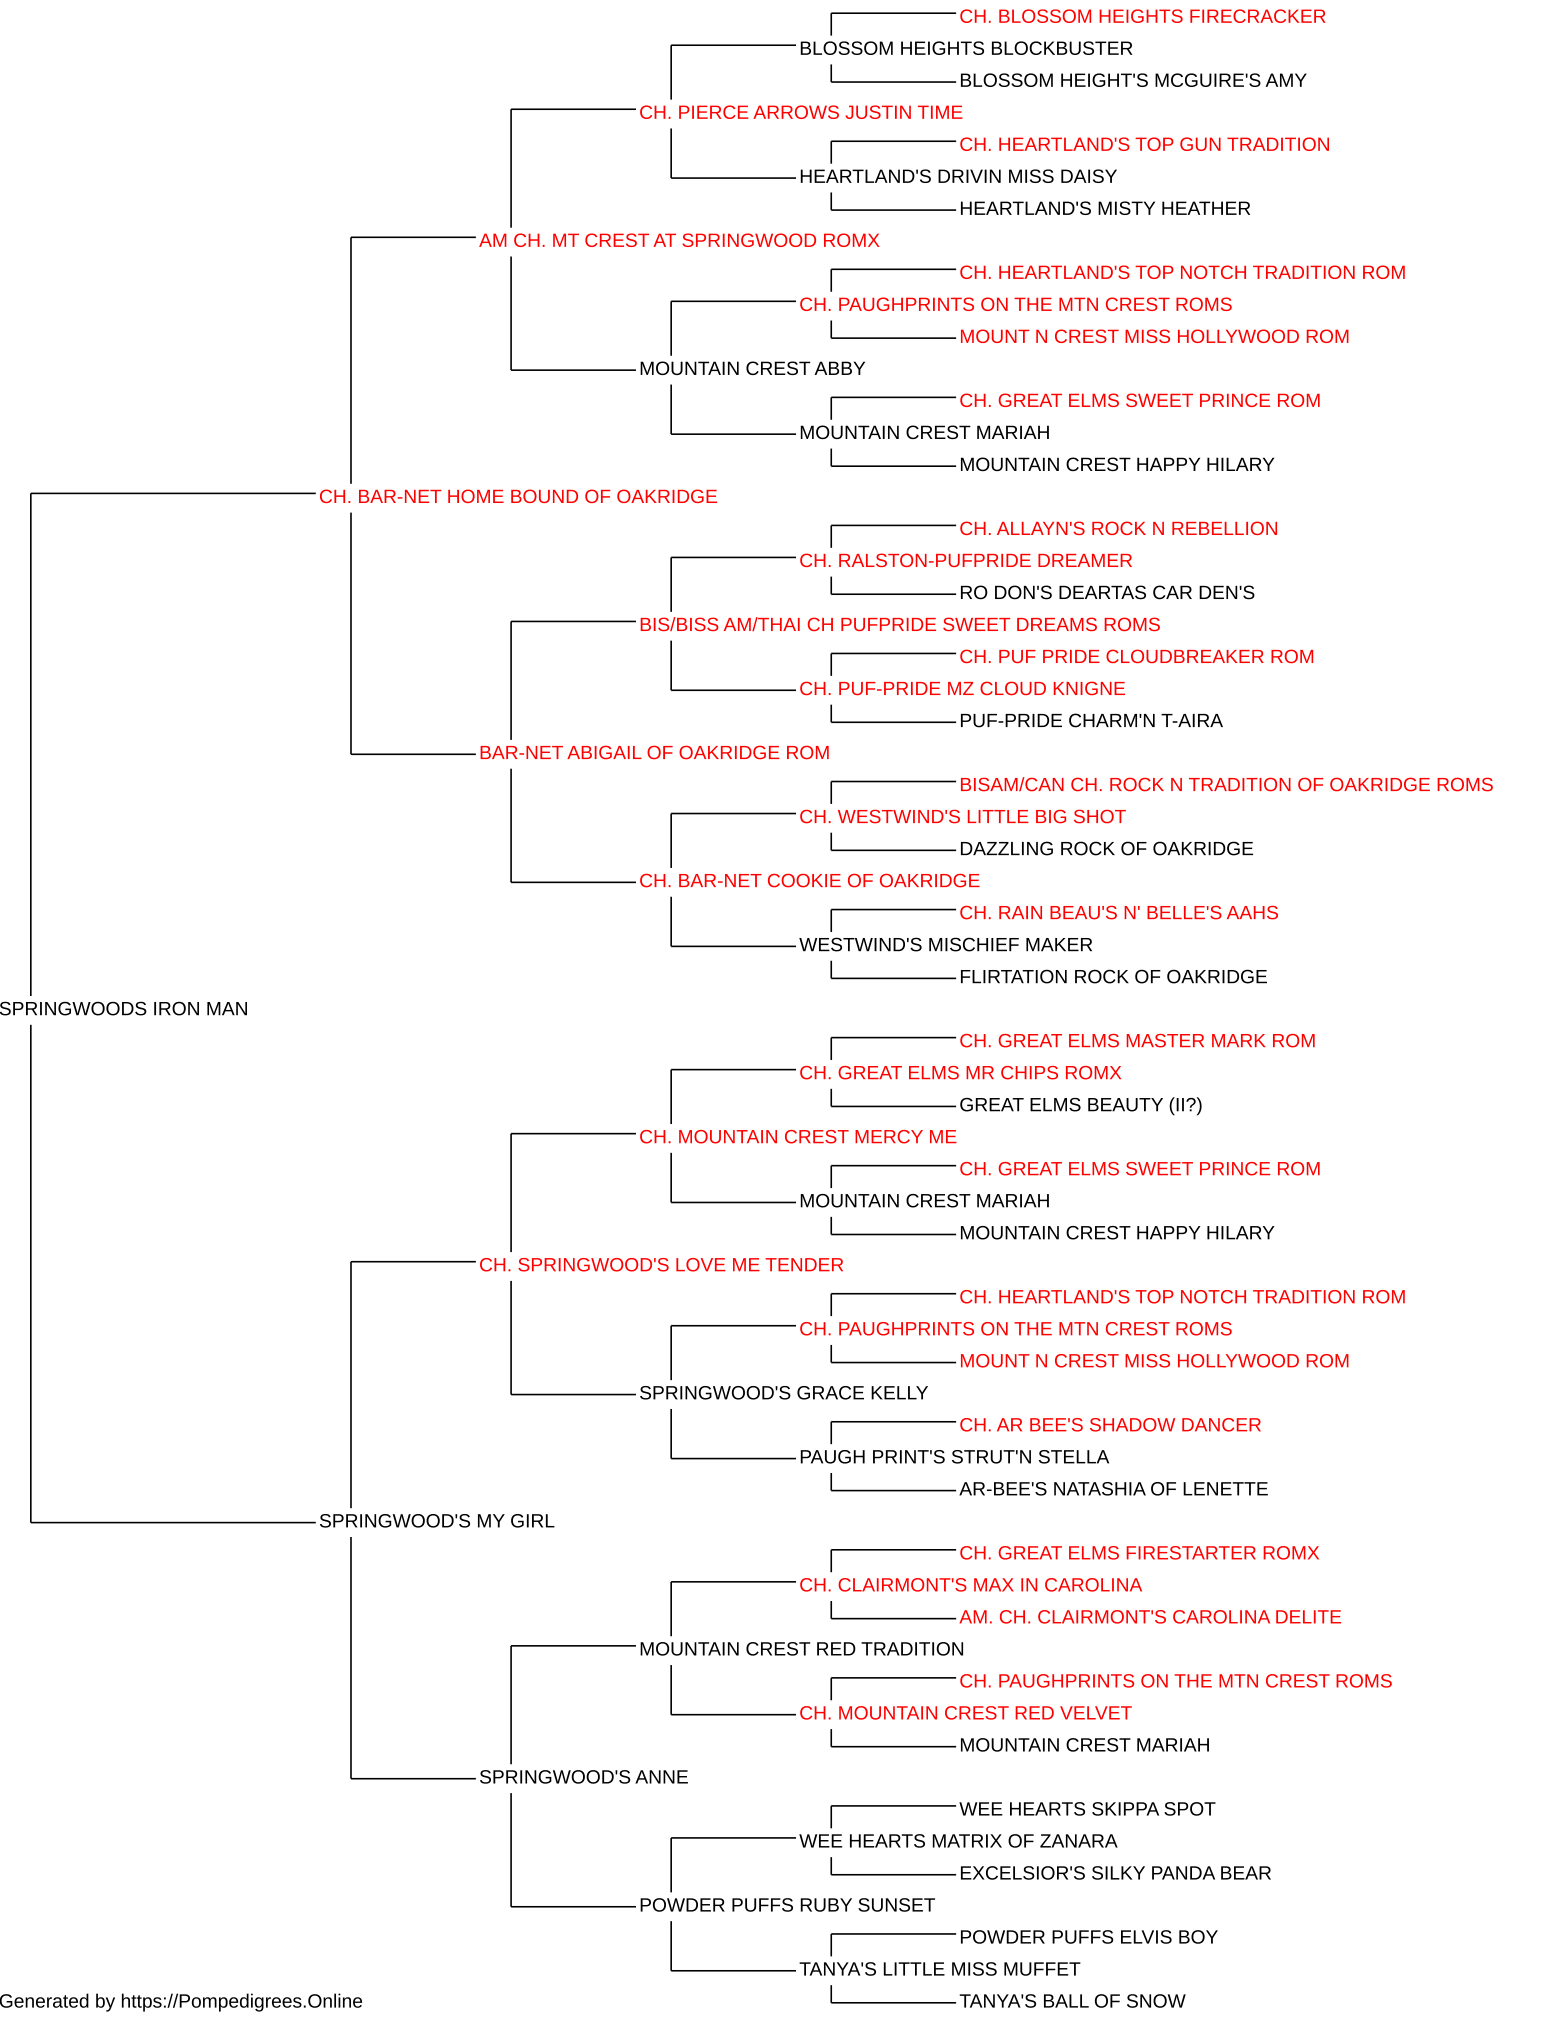 CH. BLOSSOM HEIGHTS FIRECRACKER
BLOSSOM HEIGHTS BLOCKBUSTER
BLOSSOM HEIGHT'S MCGUIRE'S AMY
CH. PIERCE ARROWS JUSTIN TIME
CH. HEARTLAND'S TOP GUN TRADITION
HEARTLAND'S DRIVIN MISS DAISY
HEARTLAND'S MISTY HEATHER
AM CH. MT CREST AT SPRINGWOOD ROMX
CH. HEARTLAND'S TOP NOTCH TRADITION ROM
CH. PAUGHPRINTS ON THE MTN CREST ROMS
MOUNT N CREST MISS HOLLYWOOD ROM
MOUNTAIN CREST ABBY
CH. GREAT ELMS SWEET PRINCE ROM
MOUNTAIN CREST MARIAH
MOUNTAIN CREST HAPPY HILARY
CH. BAR-NET HOME BOUND OF OAKRIDGE
CH. ALLAYN'S ROCK N REBELLION
CH. RALSTON-PUFPRIDE DREAMER
RO DON'S DEARTAS CAR DEN'S
BIS/BISS AM/THAI CH PUFPRIDE SWEET DREAMS ROMS
CH. PUF PRIDE CLOUDBREAKER ROM
CH. PUF-PRIDE MZ CLOUD KNIGNE
PUF-PRIDE CHARM'N T-AIRA
BAR-NET ABIGAIL OF OAKRIDGE ROM
BISAM/CAN CH. ROCK N TRADITION OF OAKRIDGE ROMS
CH. WESTWIND'S LITTLE BIG SHOT
DAZZLING ROCK OF OAKRIDGE
CH. BAR-NET COOKIE OF OAKRIDGE
CH. RAIN BEAU'S N' BELLE'S AAHS
WESTWIND'S MISCHIEF MAKER
FLIRTATION ROCK OF OAKRIDGE
SPRINGWOODS IRON MAN
CH. GREAT ELMS MASTER MARK ROM
CH. GREAT ELMS MR CHIPS ROMX
GREAT ELMS BEAUTY (II?)
CH. MOUNTAIN CREST MERCY ME
CH. GREAT ELMS SWEET PRINCE ROM
MOUNTAIN CREST MARIAH
MOUNTAIN CREST HAPPY HILARY
CH. SPRINGWOOD'S LOVE ME TENDER
CH. HEARTLAND'S TOP NOTCH TRADITION ROM
CH. PAUGHPRINTS ON THE MTN CREST ROMS
MOUNT N CREST MISS HOLLYWOOD ROM
SPRINGWOOD'S GRACE KELLY
CH. AR BEE'S SHADOW DANCER
PAUGH PRINT'S STRUT'N STELLA
AR-BEE'S NATASHIA OF LENETTE
SPRINGWOOD'S MY GIRL
CH. GREAT ELMS FIRESTARTER ROMX
CH. CLAIRMONT'S MAX IN CAROLINA
AM. CH. CLAIRMONT'S CAROLINA DELITE
MOUNTAIN CREST RED TRADITION
CH. PAUGHPRINTS ON THE MTN CREST ROMS
CH. MOUNTAIN CREST RED VELVET
MOUNTAIN CREST MARIAH
SPRINGWOOD'S ANNE
WEE HEARTS SKIPPA SPOT
WEE HEARTS MATRIX OF ZANARA
EXCELSIOR'S SILKY PANDA BEAR
POWDER PUFFS RUBY SUNSET
POWDER PUFFS ELVIS BOY
TANYA'S LITTLE MISS MUFFET
TANYA'S BALL OF SNOW
Generated by https://Pompedigrees.Online